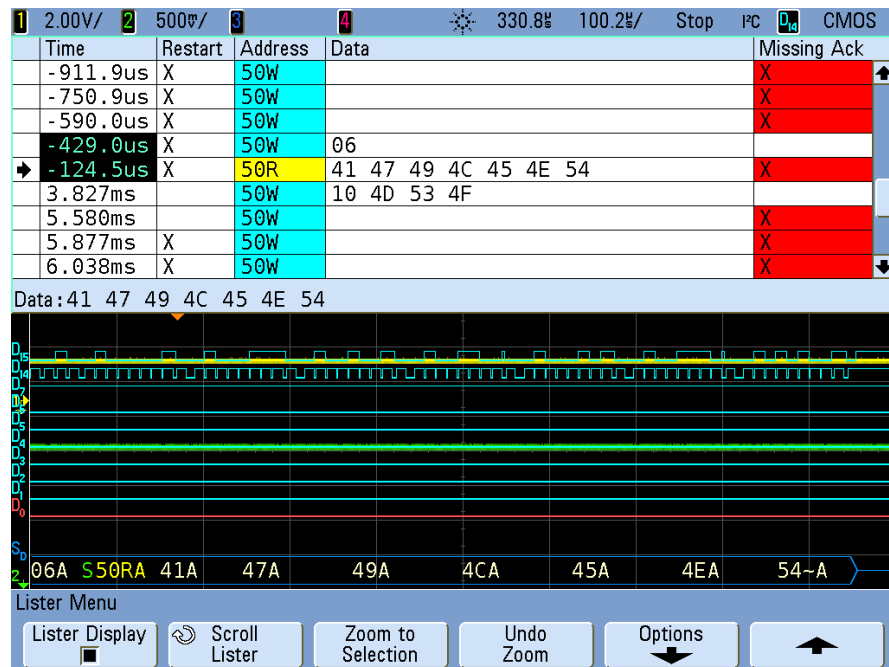 1 2.00V/ 2 500mV/ 3 4 330.8us 100.2us/ Stop I²C D14 CMOS
Time Restart Address Data Missing Ack
-911.9us X 50W X
-750.9us X 50W X
-590.0us X 50W X
-429.0us X 50W 06
-124.5us X 50R 41 47 49 4C 45 4E 54 X
3.827ms 50W 10 4D 53 4F
5.580ms 50W X
5.877ms X 50W X
6.038ms X 50W X
Data:41 47 49 4C 45 4E 54
D15
D14
D7
D5
D4
D3
D2
D1
D0
SD
2 06A S50RA 41A 47A 49A 4CA 45A 4EA 54~A
Lister Menu
Lister Display Scroll Lister Zoom to Selection Undo Zoom Options